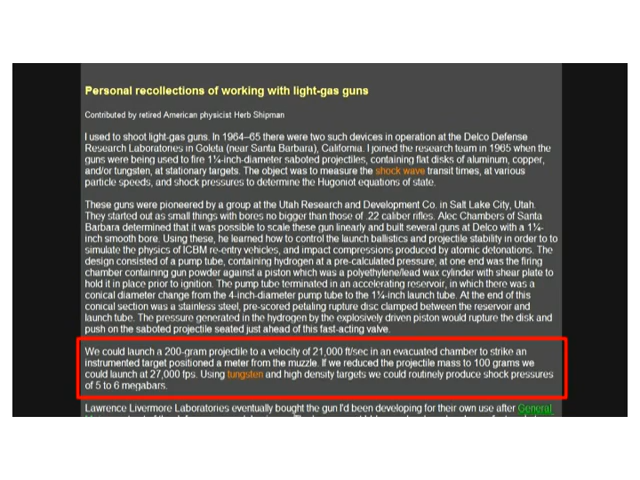 Personal recollections of working with light-gas guns
Contributed by retired American physicist Herb Shipman
I used to shoot light-gas guns. In 1964–65 there were two such devices in operation at the Delco Defense
Research Laboratories in Goleta (near Santa Barbara), California. I joined the research team in 1965 when the
guns were being used to fire 1¼-inch-diameter saboted projectiles, containing flat disks of aluminum, copper,
and/or tungsten, at stationary targets. The object was to measure the shock wave transit times, at various
particle speeds, and shock pressures to determine the Hugoniot equations of state.
These guns were pioneered by a group at the Utah Research and Development Co. in Salt Lake City, Utah.
They started out as small things with bores no bigger than those of .22 caliber rifles. Alec Chambers of Santa
Barbara determined that it was possible to scale these gun linearly and built several guns at Delco with a 1¼-
inch smooth bore. Using these, he learned how to control the launch ballistics and projectile stability in order to to
simulate the physics of ICBM re-entry vehicles, and impact compressions produced by atomic detonations. The
design consisted of a pump tube, containing hydrogen at a pre-calculated pressure; at one end was the firing
chamber containing gun powder against a piston which was a polyethylene/lead wax cylinder with shear plate to
hold it in place prior to ignition. The pump tube terminated in an accelerating reservoir, in which there was a
conical diameter change from the 4-inch-diameter pump tube to the 1¼-inch launch tube. At the end of this
conical section was a stainless steel, pre-scored petaling rupture disc clamped between the reservoir and
launch tube. The pressure generated in the hydrogen by the explosively driven piston would rupture the disk and
push on the saboted projectile seated just ahead of this fast-acting valve.
We could launch a 200-gram projectile to a velocity of 21,000 ft/sec in an evacuated chamber to strike an
instrumented target positioned a meter from the muzzle. If we reduced the projectile mass to 100 grams we
could launch at 27,000 fps. Using tungsten and high density targets we could routinely produce shock pressures
of 5 to 6 megabars.
Lawrence Livermore Laboratories eventually bought the gun I'd been developing for their own use after General